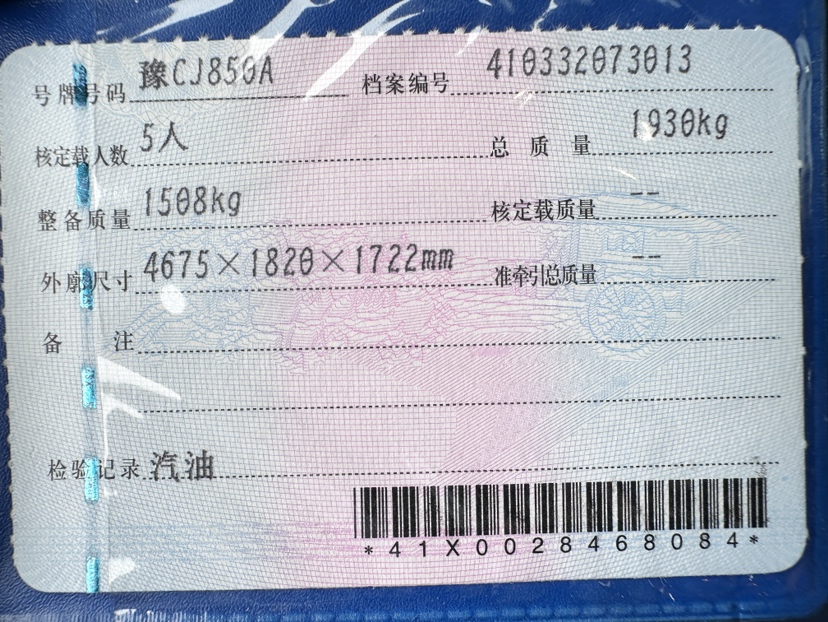 号牌号码 豫CJ850A 档案编号 410332073013
核定载人数 5人 总质量 1930kg
整备质量 1508kg 核定载质量 --
外廓尺寸 4675×1820×1722mm 准牵引总质量 --
备注
检验记录 汽油
*41X0028468084*